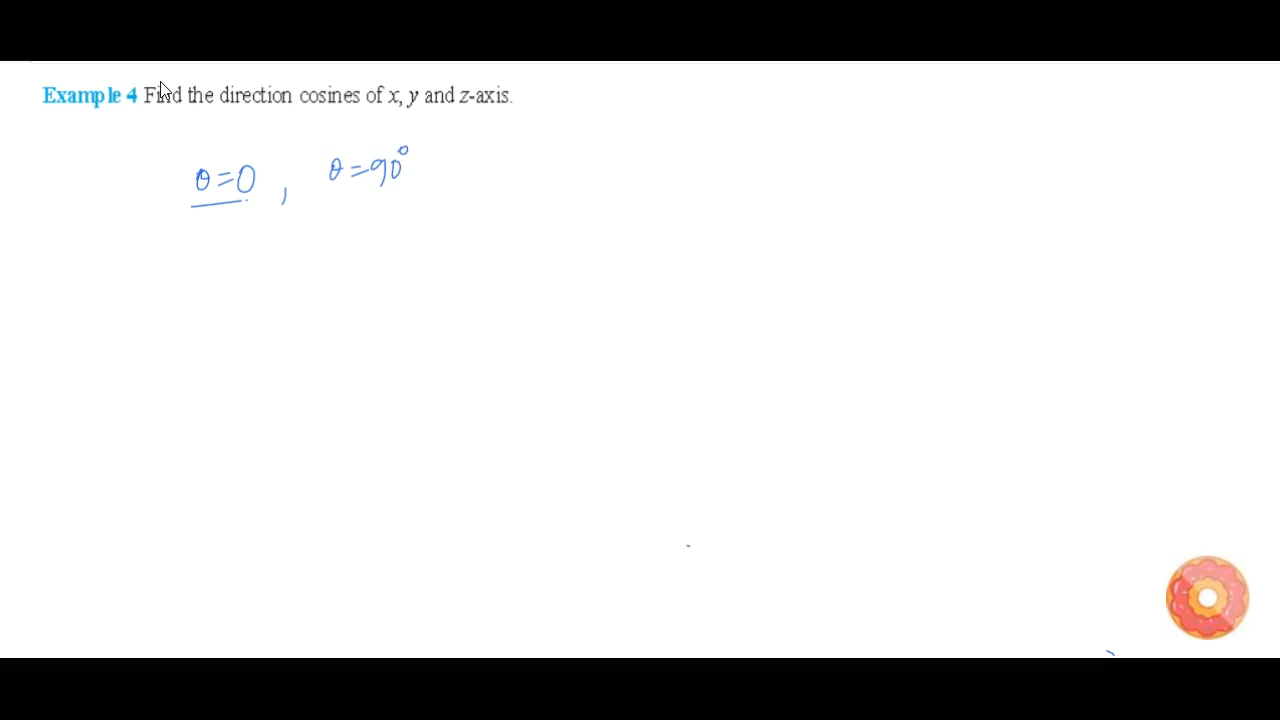 Example 4 Find the direction cosines of x, y and z-axis.
θ=0 , θ=90°